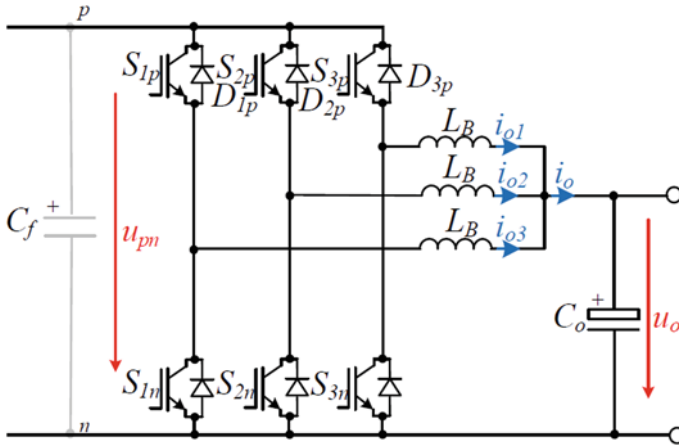 p
S1p
S2p
S3p
D1p
D2p
D3p
LB
io1
LB
io2
io
LB
io3
+
Cf
upn
+
Co
uo
S1n
S2n
S3n
n